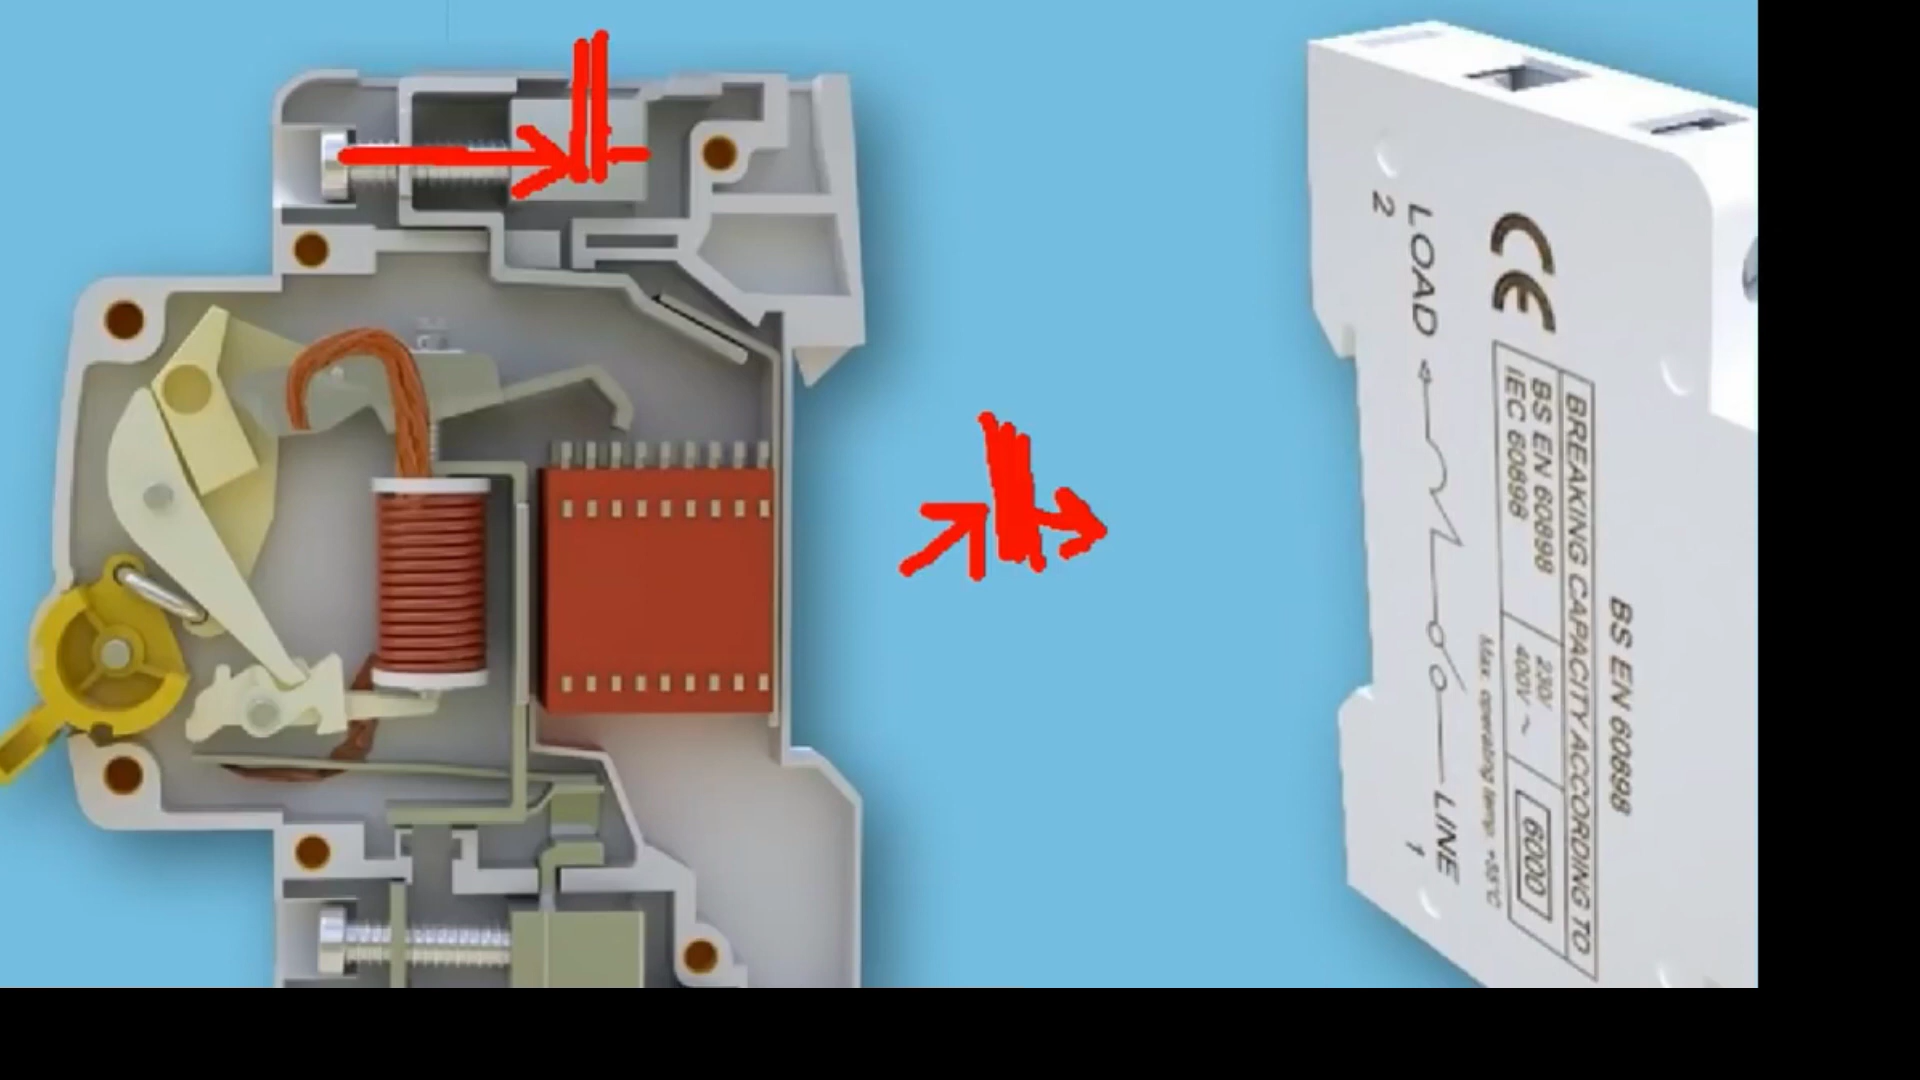 2
LOAD
CE
BS EN 60898
IEC 60898
230V
400V ~
6000
BREAKING CAPACITY ACCORDING TO
BS EN 60898
Max. operating temp. +55°C
LINE
1